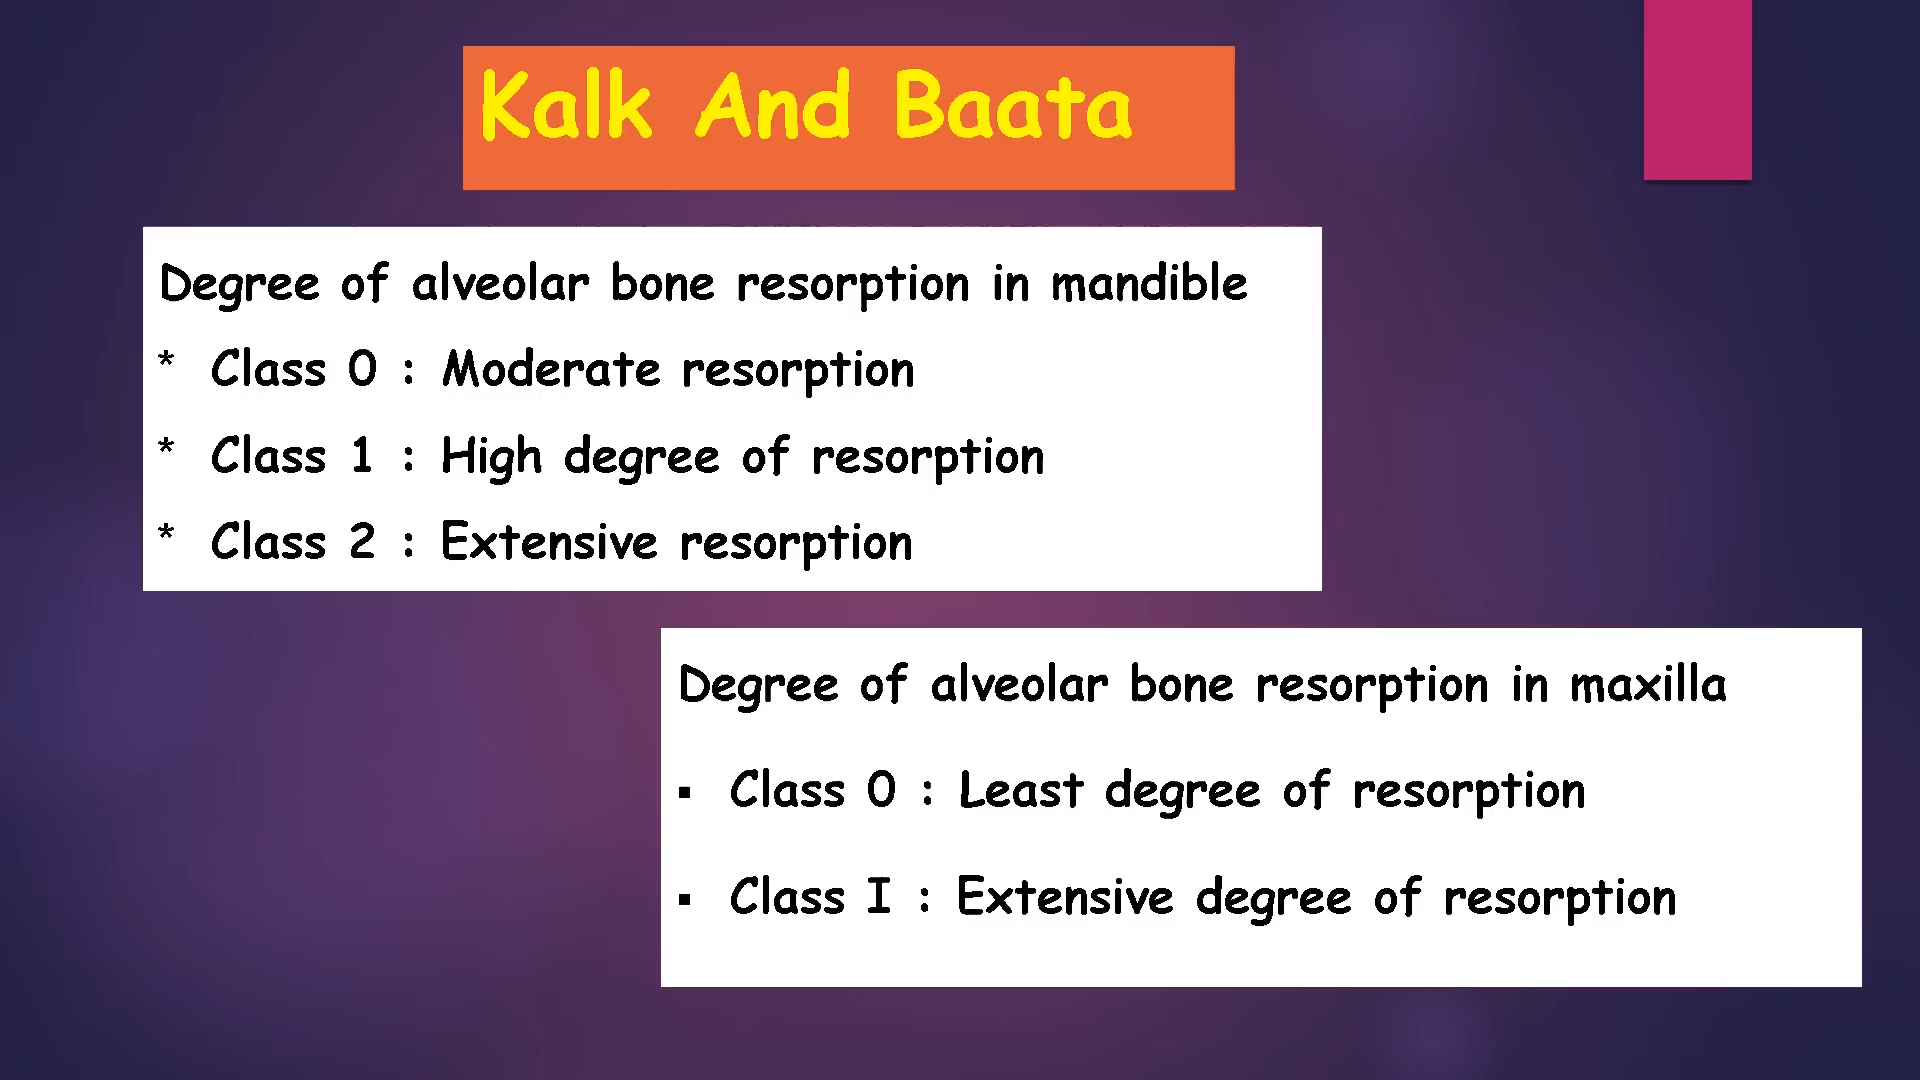 Kalk And Baata
Degree of alveolar bone resorption in mandible
* Class 0 : Moderate resorption
* Class 1 : High degree of resorption
* Class 2 : Extensive resorption
Degree of alveolar bone resorption in maxilla
▪ Class 0 : Least degree of resorption
▪ Class I : Extensive degree of resorption